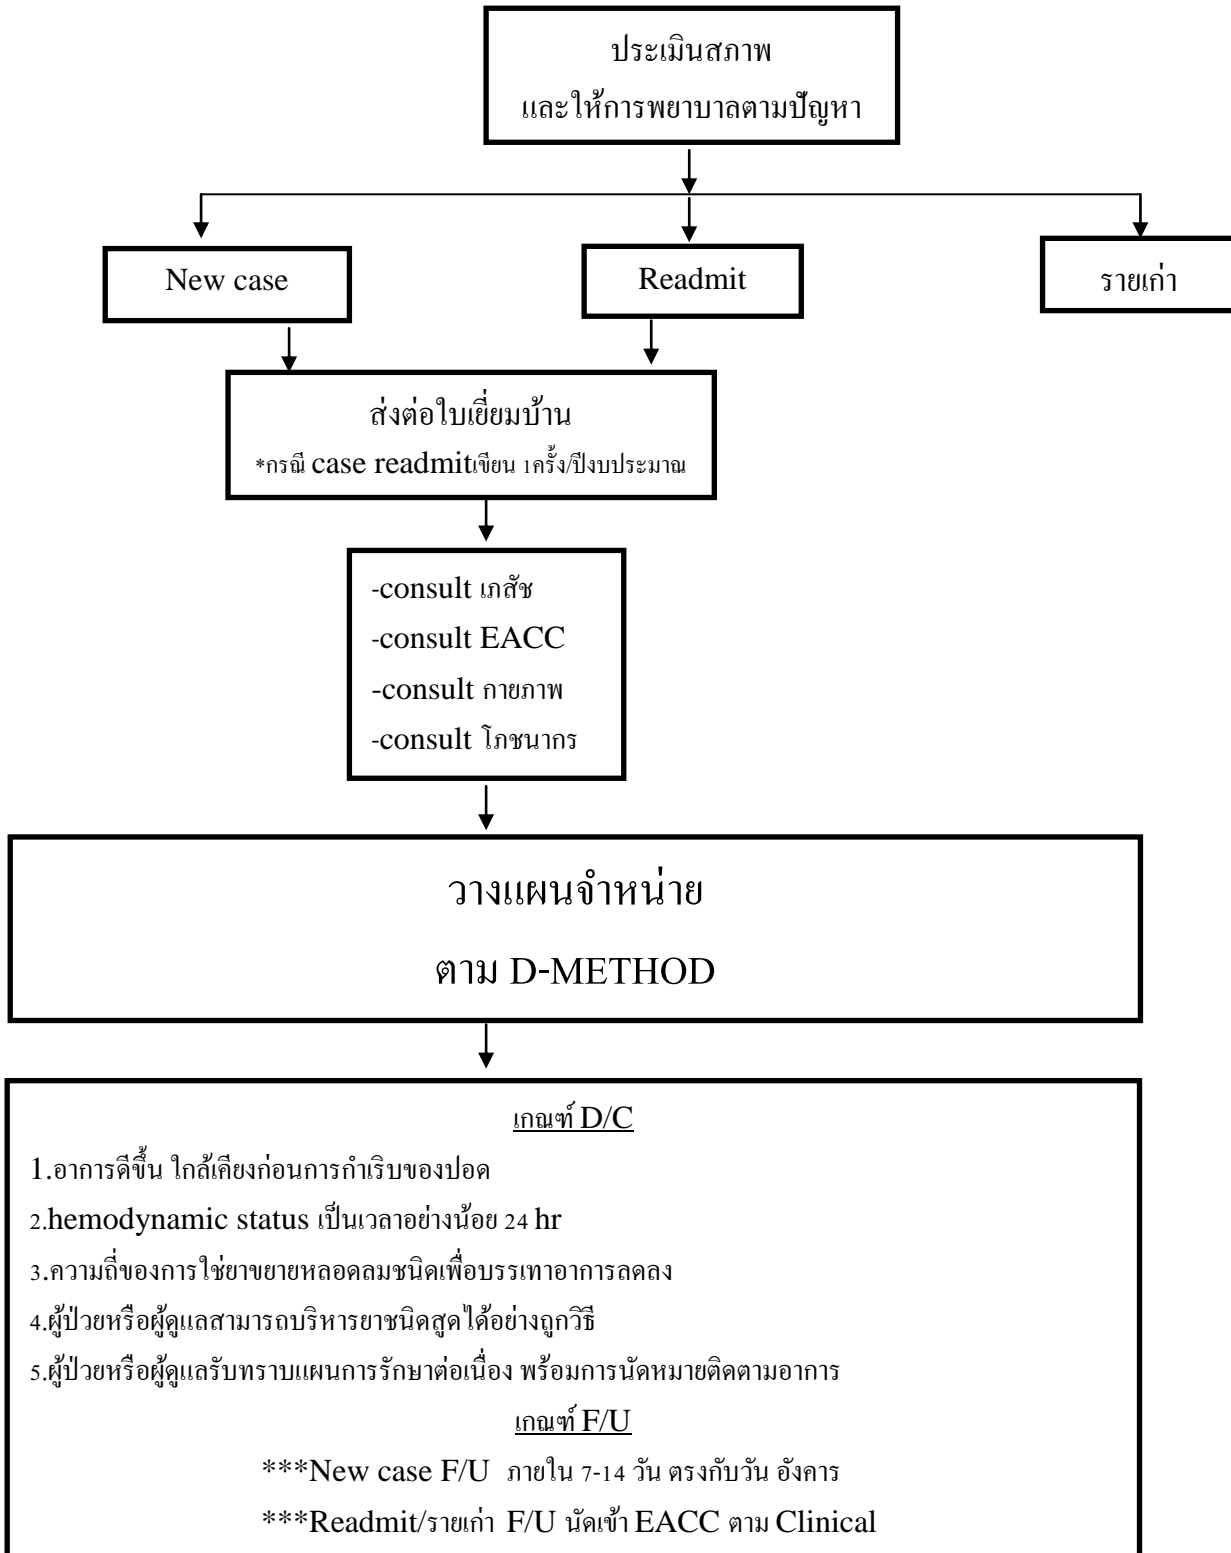 ประเมินสภาพ
และให้การพยาบาลตามปัญหา
New case
Readmit
รายเก่า
ส่งต่อใบเยี่ยมบ้าน
*กรณี case readmitเขียน 1ครั้ง/ปีงบประมาณ
-consult เภสัช
-consult EACC
-consult กายภาพ
-consult โภชนากร
วางแผนจำหน่าย
ตาม D-METHOD
เกณฑ์ D/C
1.อาการดีขึ้น ใกล้เคียงก่อนการกำเริบของปอด
2.hemodynamic status เป็นเวลาอย่างน้อย 24 hr
3.ความถี่ของการใช่ยาขยายหลอดลมชนิดเพื่อบรรเทาอาการลดลง
4.ผู้ป่วยหรือผู้ดูแลสามารถบริหารยาชนิดสูดได้อย่างถูกวิธี
5.ผู้ป่วยหรือผู้ดูแลรับทราบแผนการรักษาต่อเนื่อง พร้อมการนัดหมายติดตามอาการ
เกณฑ์ F/U
***New case F/U ภายใน 7-14 วัน ตรงกับวัน อังคาร
***Readmit/รายเก่า F/U นัดเข้า EACC ตาม Clinical